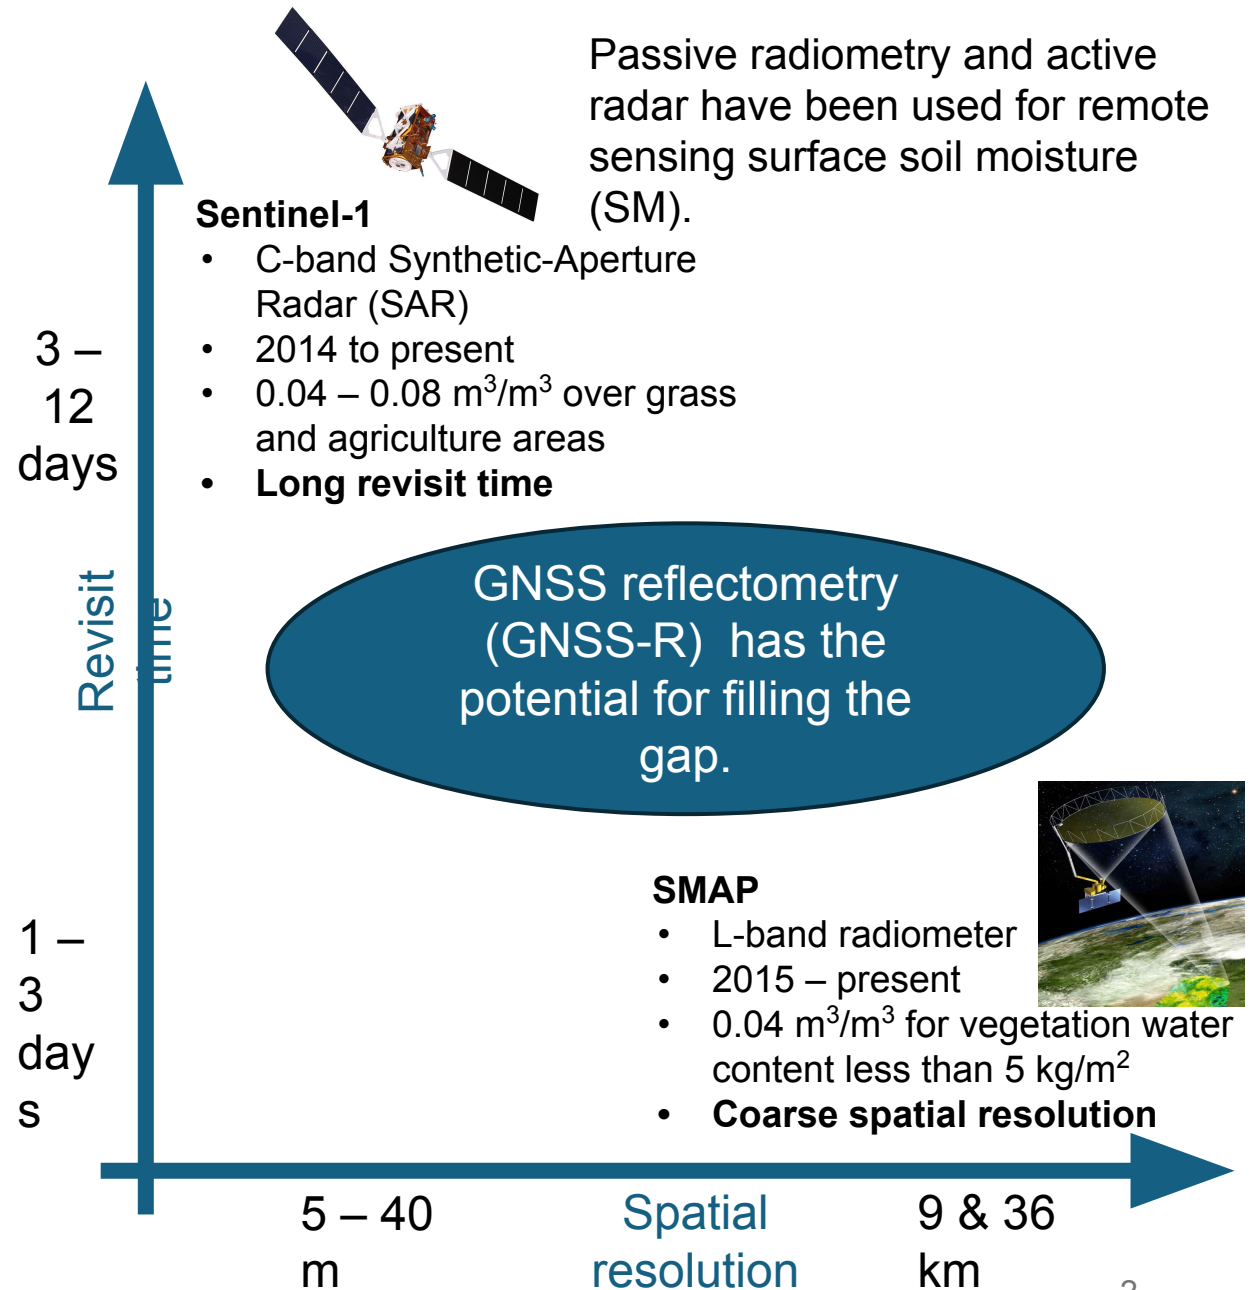 Passive radiometry and active
radar have been used for remote
sensing surface soil moisture
(SM).
Sentinel-1
• C-band Synthetic-Aperture
Radar (SAR)
• 2014 to present
• 0.04 – 0.08 m³/m³ over grass
and agriculture areas
• Long revisit time
3 –
12
days
Revisit
time
GNSS reflectometry
(GNSS-R) has the
potential for filling the
gap.
SMAP
• L-band radiometer
• 2015 – present
• 0.04 m³/m³ for vegetation water
content less than 5 kg/m²
• Coarse spatial resolution
1 –
3
day
s
5 – 40
m
Spatial
resolution
9 & 36
km